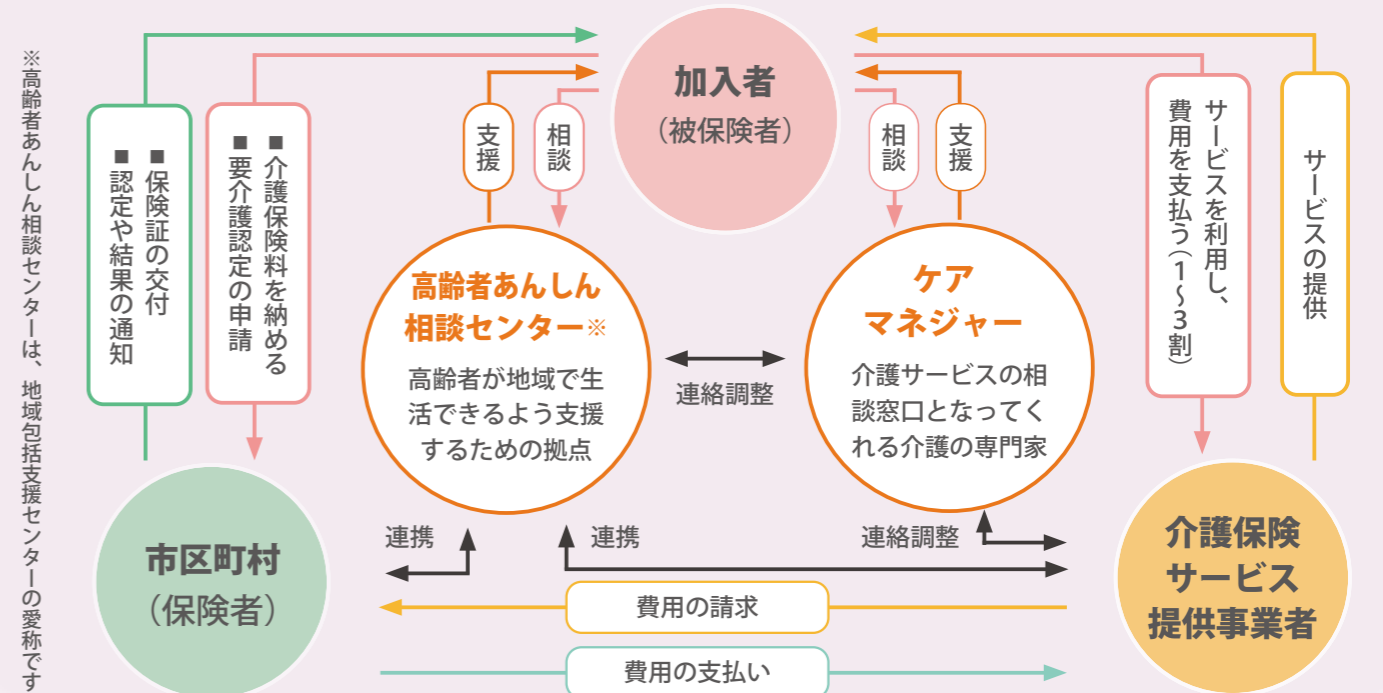 ※高齢者あんしん相談センターは、地域包括支援センターの愛称です
■保険証の交付
■認定や結果の通知
■介護保険料を納める
■要介護認定の申請
支援
相談
加入者
（被保険者）
相談
支援
サービスを利用し、
費用を支払う（1～3割）
サービスの提供
高齢者あんしん
相談センター※
高齢者が地域で生
活できるよう支援
するための拠点
連絡調整
ケア
マネジャー
介護サービスの相
談窓口となってく
れる介護の専門家
市区町村
（保険者）
連携
連携
連絡調整
介護保険
サービス
提供事業者
費用の請求
費用の支払い